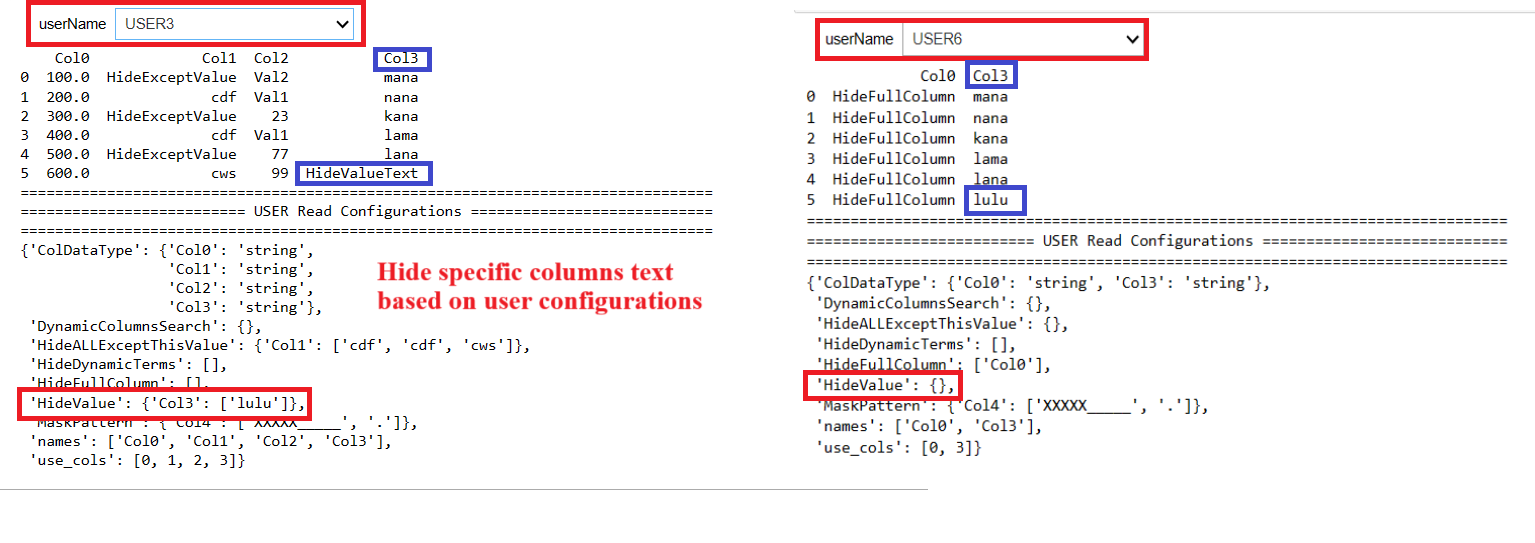 userName USER3
Col0 Col1 Col2 Col3
0 100.0 HideExceptValue Val2 mana
1 200.0 cdf Val1 nana
2 300.0 HideExceptValue 23 kana
3 400.0 cdf Val1 lama
4 500.0 HideExceptValue 77 lana
5 600.0 cws 99 HideValueText
=================================================================================
========================== USER Read Configurations ============================
=================================================================================
{'ColDataType': {'Col0': 'string',
'Col1': 'string',
'Col2': 'string',
'Col3': 'string'},
'DynamicColumnsSearch': {},
'HideALLExceptThisValue': {'Col1': ['cdf', 'cdf', 'cws']},
'HideDynamicTerms': [],
'HideFullColumn': [],
'HideValue': {'Col3': ['lulu']},
'MaskPattern': {'Col4': ['XXXXX_____', '.']},
'names': ['Col0', 'Col1', 'Col2', 'Col3'],
'use_cols': [0, 1, 2, 3]}
Hide specific columns text
based on user configurations
userName USER6
Col0 Col3
0 HideFullColumn mana
1 HideFullColumn nana
2 HideFullColumn kana
3 HideFullColumn lama
4 HideFullColumn lana
5 HideFullColumn lulu
=================================================================================
========================== USER Read Configurations ============================
=================================================================================
{'ColDataType': {'Col0': 'string', 'Col3': 'string'},
'DynamicColumnsSearch': {},
'HideALLExceptThisValue': {},
'HideDynamicTerms': [],
'HideFullColumn': ['Col0'],
'HideValue': {},
'MaskPattern': {'Col4': ['XXXXX_____', '.']},
'names': ['Col0', 'Col3'],
'use_cols': [0, 3]}